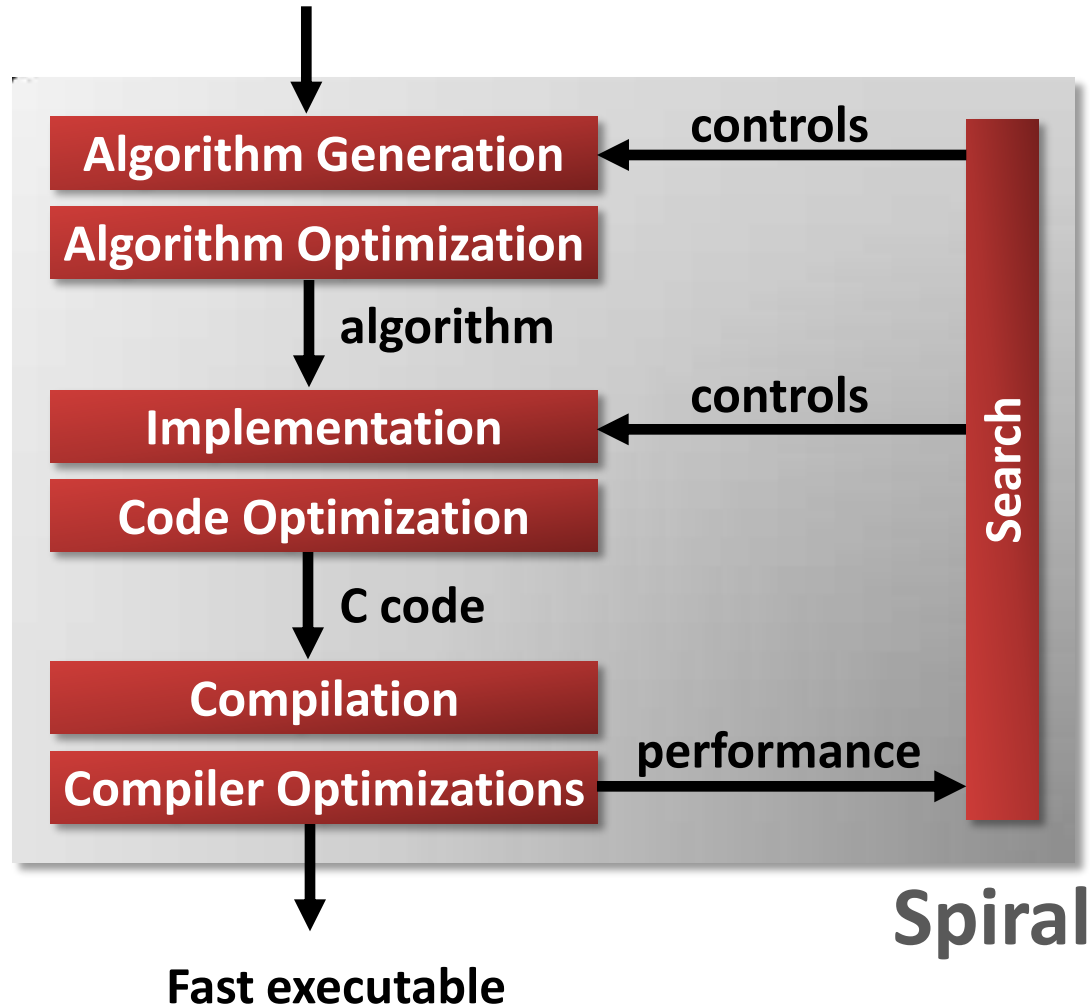 controls
Algorithm Generation
Algorithm Optimization
algorithm
controls
Implementation
Search
Code Optimization
C code
Compilation
performance
Compiler Optimizations
Spiral
Fast executable